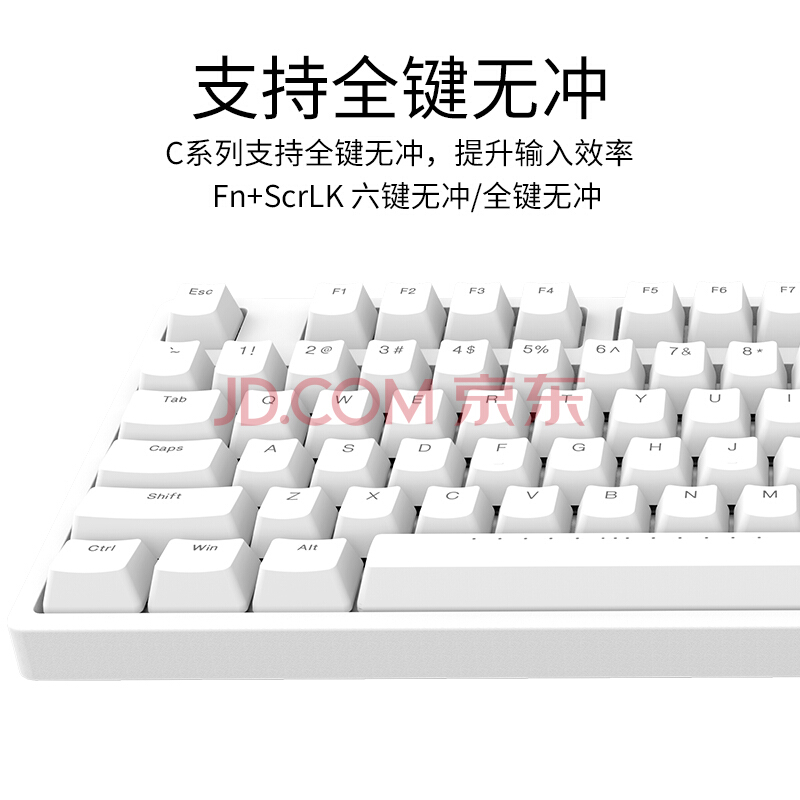 支持全键无冲
C系列支持全键无冲，提升输入效率
Fn+ScrLK 六键无冲/全键无冲
Esc F1 F2 F3 F4 F5 F6 F7
~ 1! 2@ 3# 4$ 5% 6^ 7& 8*
JD.COM 京东
Tab Q W E R T Y U I
Caps A S D F G H J
Shift Z X C V B N M
Ctrl Win Alt